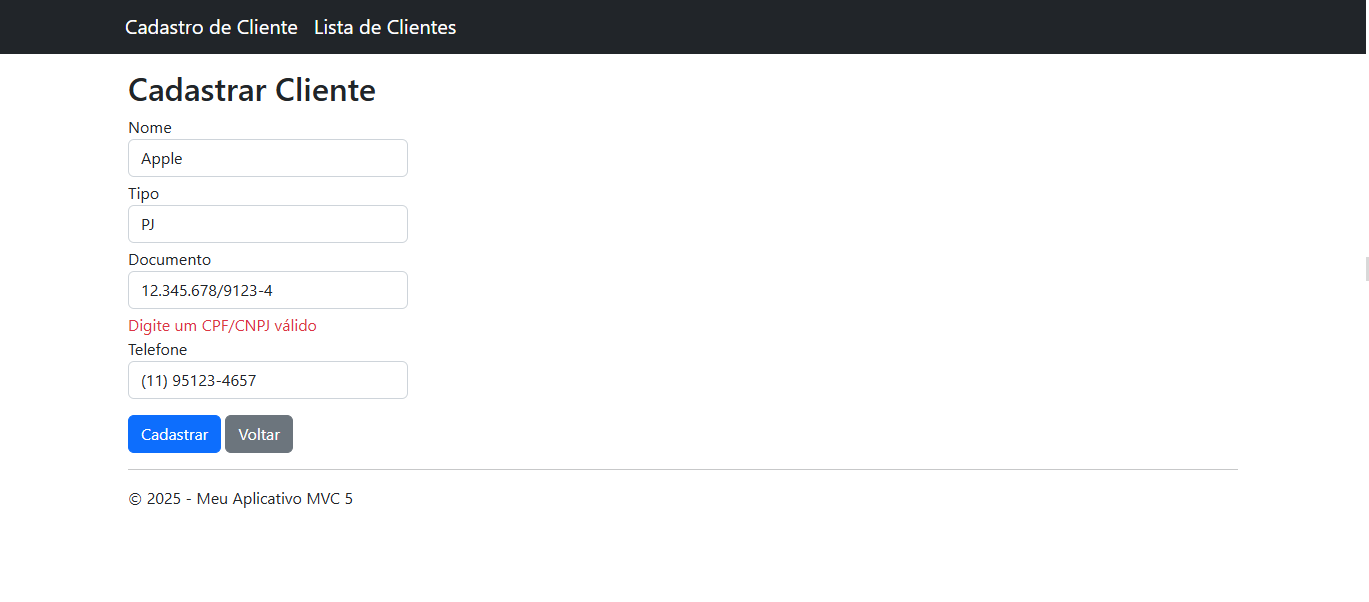 Cadastro de Cliente Lista de Clientes
Cadastrar Cliente
Nome
Apple
Tipo
PJ
Documento
12.345.678/9123-4
Digite um CPF/CNPJ válido
Telefone
(11) 95123-4657
Cadastrar Voltar
© 2025 - Meu Aplicativo MVC 5